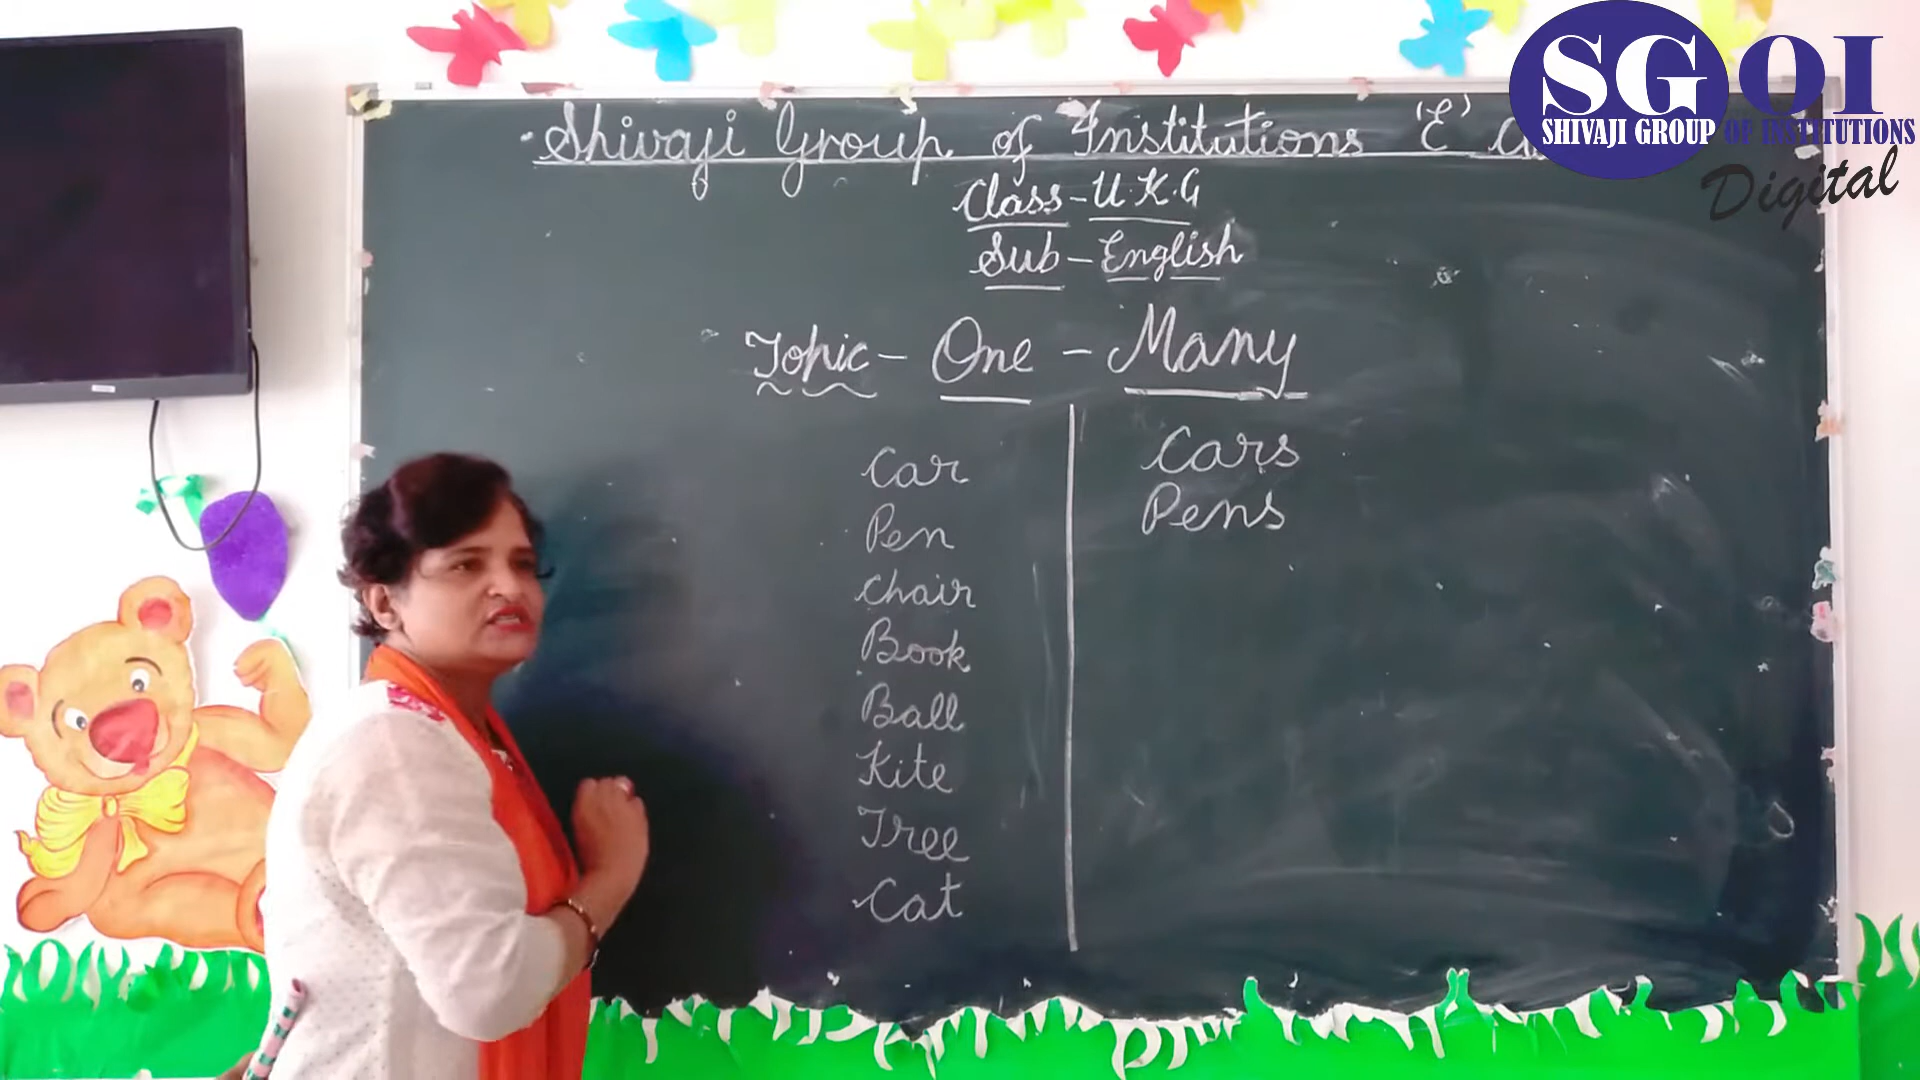 Shivaji Group of Institutions 'E'
Class - U.K.G
Sub - English
Topic - One - Many
Car
Pen
Chair
Book
Ball
Kite
Tree
Cat
Cars
Pens
SGOI
SHIVAJI GROUP OF INSTITUTIONS
Digital